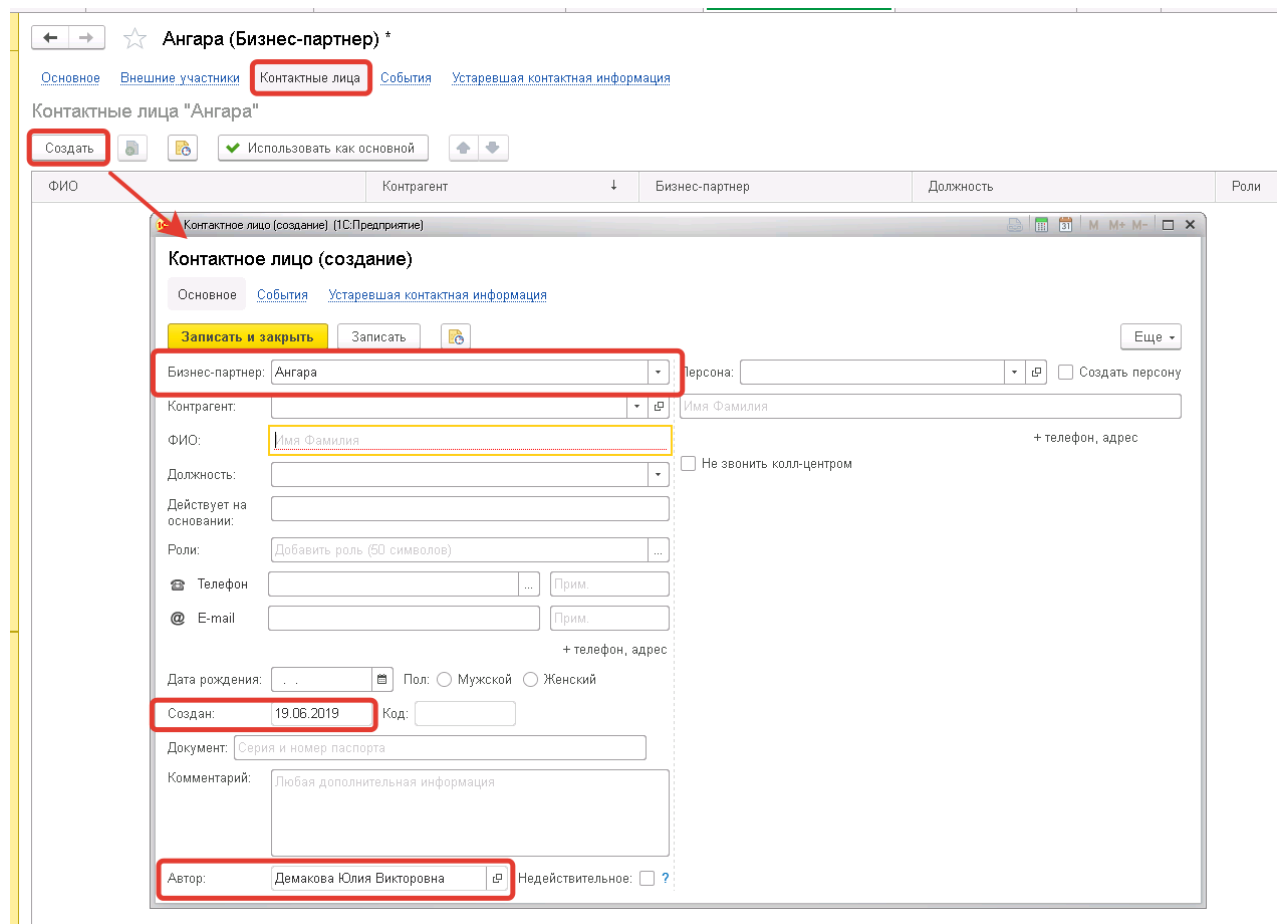 Ангара (Бизнес-партнер) *
Основное Внешние участники Контактные лица События Устаревшая контактная информация
Контактные лица "Ангара"
Создать Использовать как основной
ФИО Контрагент ↓ Бизнес-партнер Должность Роли
Контактное лицо (создание) (1С:Предприятие) 31 M M+ M-
Контактное лицо (создание)
Основное События Устаревшая контактная информация
Записать и закрыть Записать Еще
Бизнес-партнер: Ангара Персона: Создать персону
Контрагент: Имя Фамилия
ФИО: Имя Фамилия + телефон, адрес
Должность: Не звонить колл-центром
Действует на
основании:
Роли: Добавить роль (50 символов) ...
Телефон ... Прим.
@ E-mail Прим.
+ телефон, адрес
Дата рождения: . . Пол: Мужской Женский
Создан: 19.06.2019 Код:
Документ: Серия и номер паспорта
Комментарий: Любая дополнительная информация
Автор: Демакова Юлия Викторовна Недействительное: ?